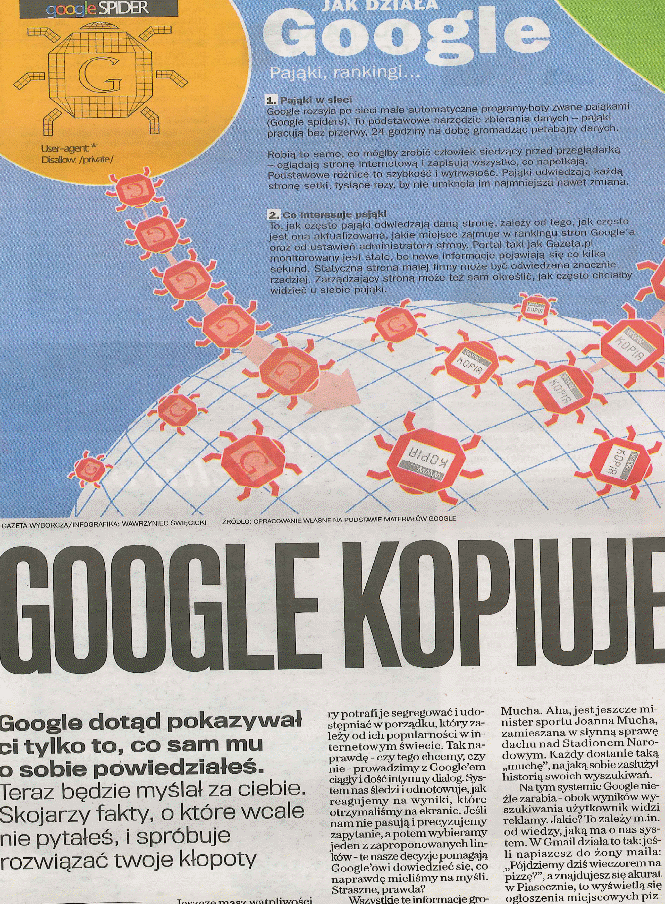 google SPIDER
G
User-agent: *
Disallow: /private/
JAK DZIAŁA
Google
Pająki, rankingi...
1. Pająki w sieci
Google rozsyła po sieci małe automatyczne programy-boty zwane pająkami
(Google spiders). To podstawowe narzędzie zbierania danych – pająki
pracują bez przerwy, 24 godziny na dobę gromadząc petabajty danych.
Robią to samo, co mógłby zrobić człowiek siedzący przed przeglądarką
– oglądają stronę internetową i zapisują wszystko, co napotkają.
Podstawowe różnice to szybkość i wytrwałość. Pająki odwiedzają każdą
stronę setki, tysiące razy, by nie umknęła im najmniejsza nawet zmiana.
2. Co interesuje pająki
To, jak często pająki odwiedzają daną stronę, zależy od tego, jak często
jest ona aktualizowana, jakie miejsce zajmuje w rankingu stron Google'a
oraz od ustawień administratora strony. Portal taki jak Gazeta.pl
monitorowany jest stale, bo nowe informacje pojawiają się co kilka
sekund. Statyczna strona małej firmy może być odwiedzana znacznie
rzadziej. Zarządzający stroną może też sam określić, jak często chciałby
widzieć u siebie pająki.
G
G
G
G
G
G
G
G
G
KOPIA
KOPIA
KOPIA
KOPIA
KOPIA
KOPIA
GAZETA WYBORCZA/INFOGRAFIKA: WAWRZYNIEC ŚWIĘCICKI ŹRÓDŁO: OPRACOWANIE WŁASNE NA PODSTAWIE MATERIAŁÓW GOOGLE
GOOGLE KOPIUJE
Google dotąd pokazywał
ci tylko to, co sam mu
o sobie powiedziałeś.
Teraz będzie myślał za ciebie.
Skojarzy fakty, o które wcale
nie pytałeś, i spróbuje
rozwiązać twoje kłopoty
Jeszcze masz wątpliwości
ry potrafi je segregować i udo-
stępniać w porządku, który za-
leży od ich popularności w in-
ternetowym świecie. Tak na-
prawdę - czy tego chcemy, czy
nie - prowadzimy z Google'em
ciągły i dość intymny dialog. Sys-
tem nas śledzi i odnotowuje, jak
reagujemy na wyniki, które
otrzymaliśmy na ekranie. Jeśli
nam nie pasują i precyzujemy
zapytanie, a potem wybieramy
jeden z zaproponowanych lin-
ków - te nasze decyzje pomagają
Google'owi dowiedzieć się, co
naprawdę mieliśmy na myśli.
Straszne, prawda?
Wszystkie te informacje gro-
Mucha. Aha, jest jeszcze mi-
nister sportu Joanna Mucha,
zamieszana w słynną sprawę
dachu nad Stadionem Naro-
dowym. Każdy dostanie taką
„muchę”, na jaką sobie zasłużył
historią swoich wyszukiwań.
Na tym systemie Google nie-
źle zarabia - obok wyników wy-
szukiwania użytkownik widzi
reklamy. Jakie? To zależy m.in.
od wiedzy, jaką ma o nas sys-
tem. W Gmail działa to tak: jeś-
li napiszesz do żony maila:
„Pójdziemy dziś wieczorem na
pizzę?”, a znajdujesz się akurat
w Piasecznie, to wyświetlą się
ogłoszenia miejscowych piz